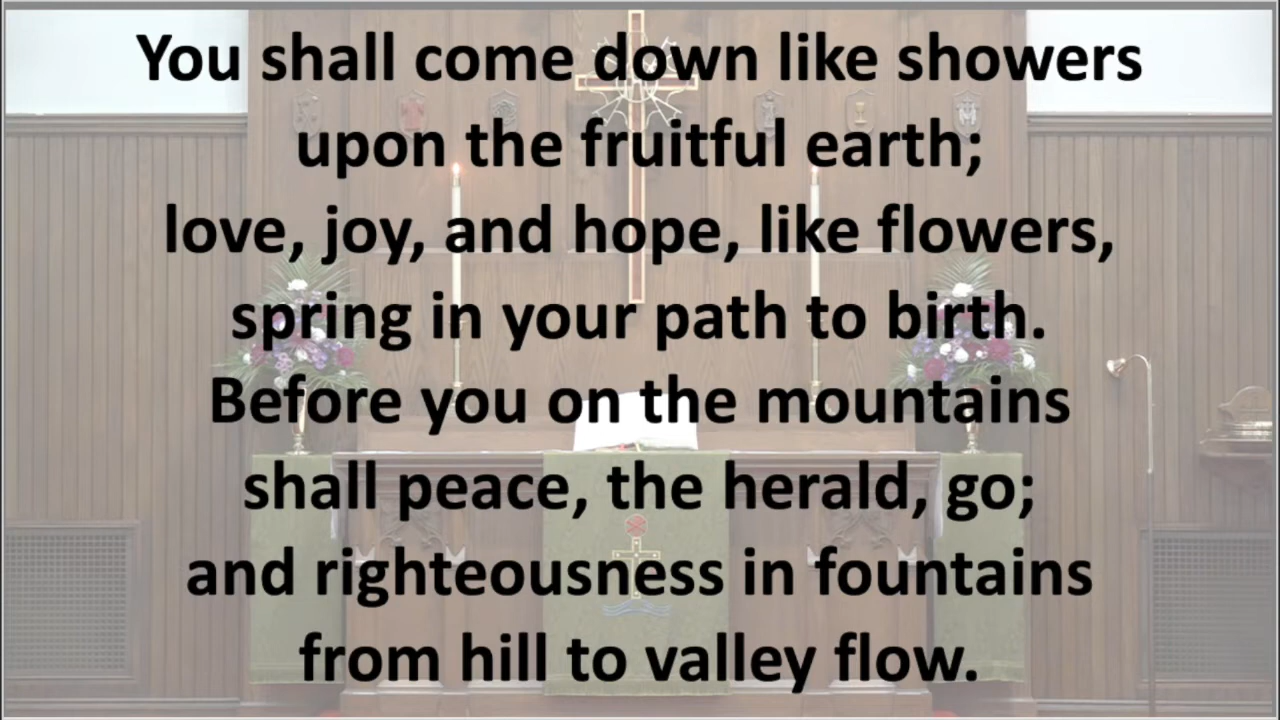 You shall come down like showers
upon the fruitful earth;
love, joy, and hope, like flowers,
spring in your path to birth.
Before you on the mountains
shall peace, the herald, go;
and righteousness in fountains
from hill to valley flow.